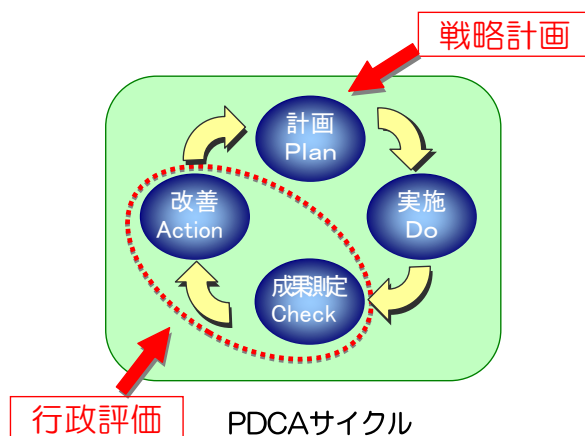 戦略計画
計画
Plan
改善
Action
実施
Do
成果測定
Check
行政評価
PDCAサイクル